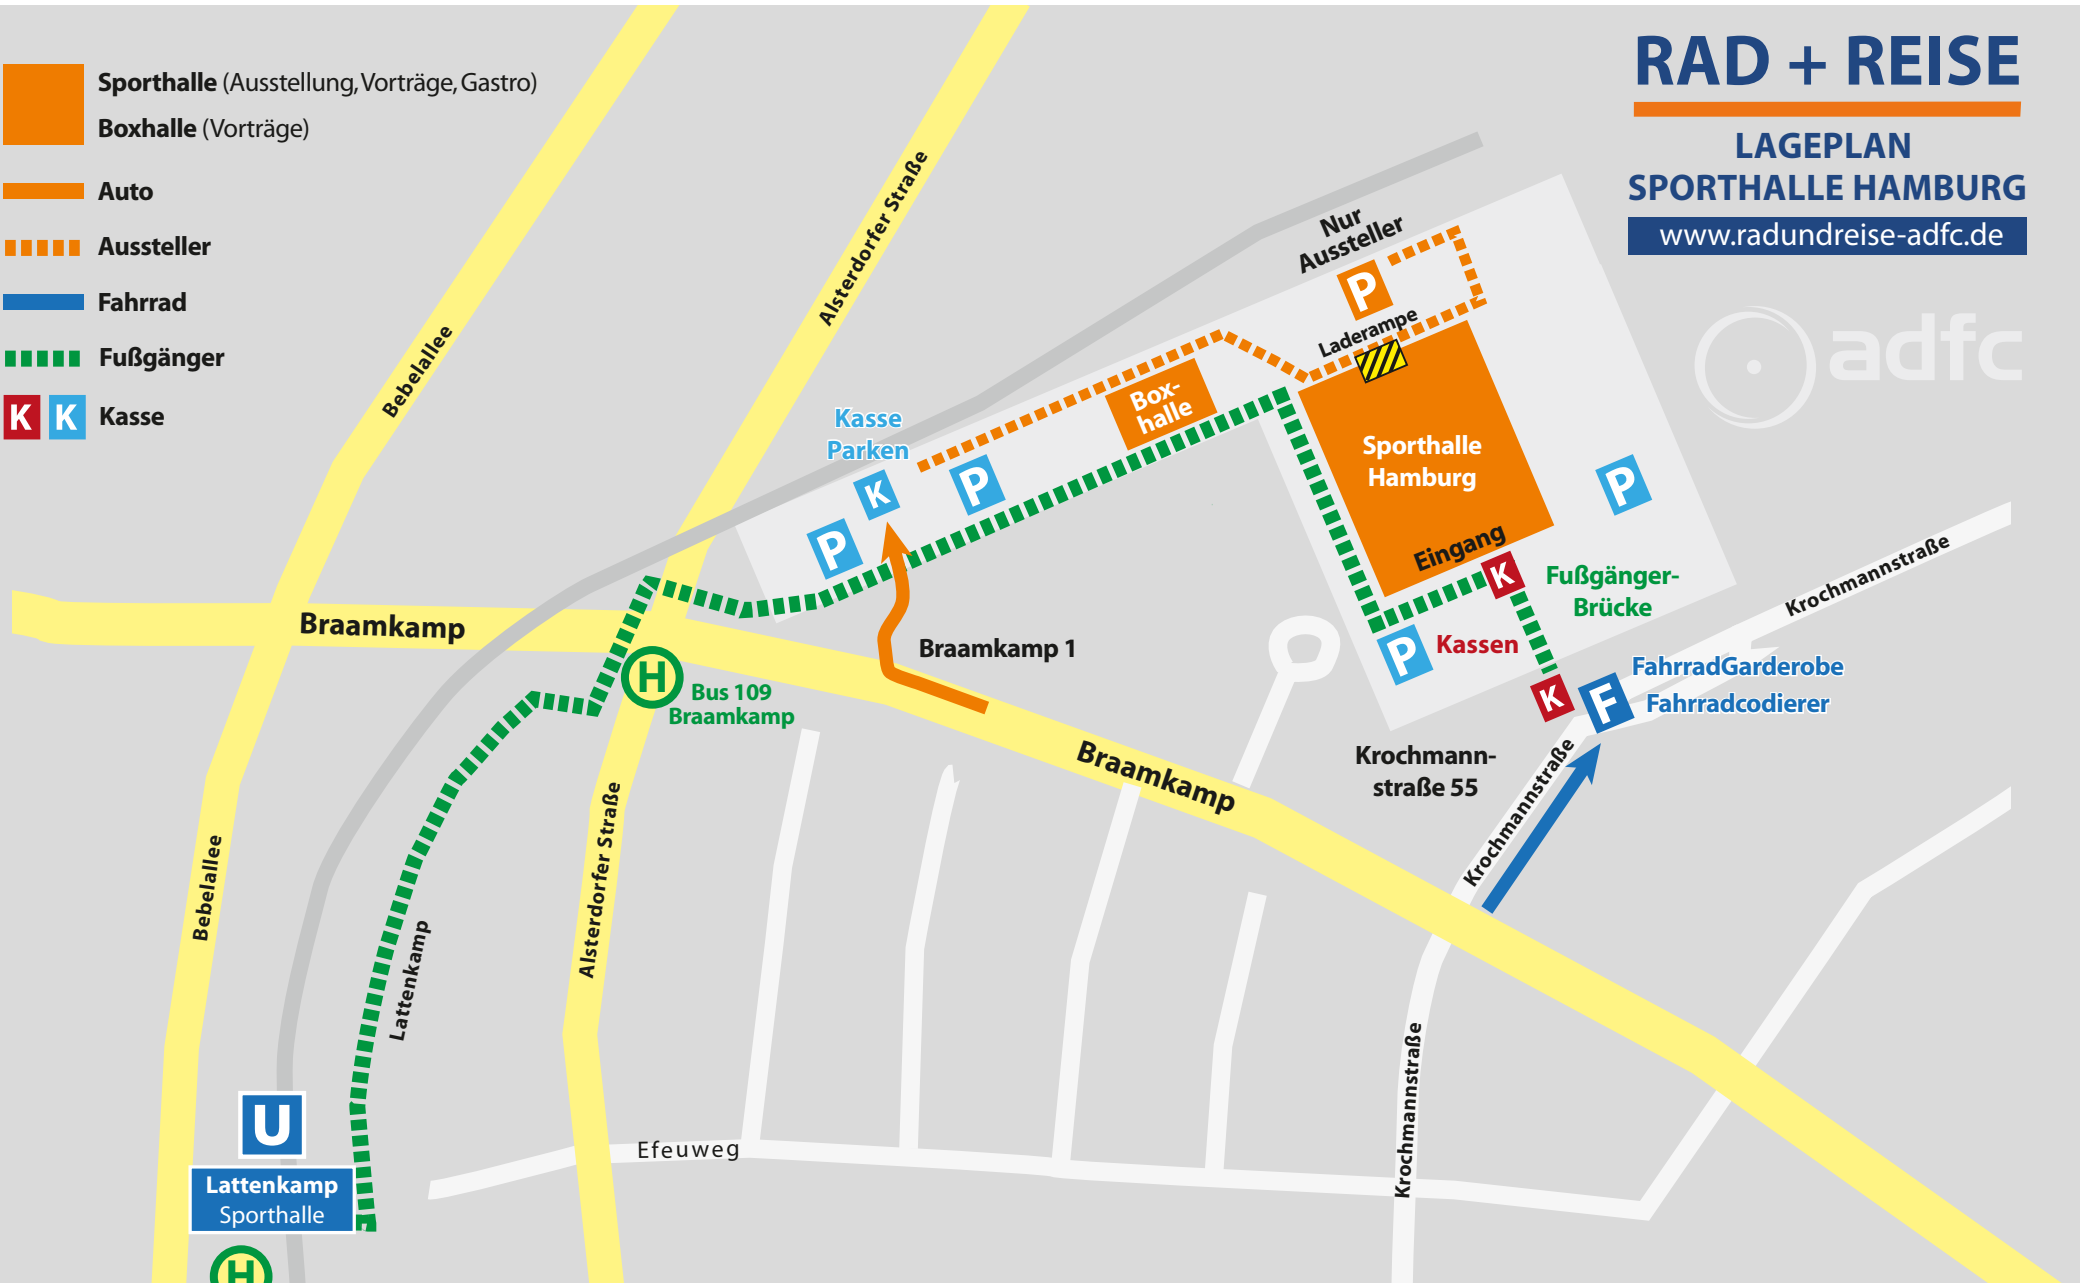 RAD + REISE
LAGEPLAN
SPORTHALLE HAMBURG
www.radundreise-adfc.de
adfc
Sporthalle (Ausstellung, Vorträge, Gastro)
Boxhalle (Vorträge)
Auto
Aussteller
Fahrrad
Fußgänger
K K Kasse
Bebelallee
Alsterdorfer Straße
Nur
Aussteller
P
Laderampe
Box-
halle
Kasse
Parken
K
P
P
Sporthalle
Hamburg
Eingang
P
K
Fußgänger-
Brücke
Krochmannstraße
Kassen
P
K
F
FahrradGarderobe
Fahrradcodierer
Braamkamp
Braamkamp 1
H
Bus 109
Braamkamp
Braamkamp
Krochmann-
straße 55
Krochmannstraße
Bebelallee
Alsterdorfer Straße
Lattenkamp
Krochmannstraße
Efeuweg
U
Lattenkamp
Sporthalle
H